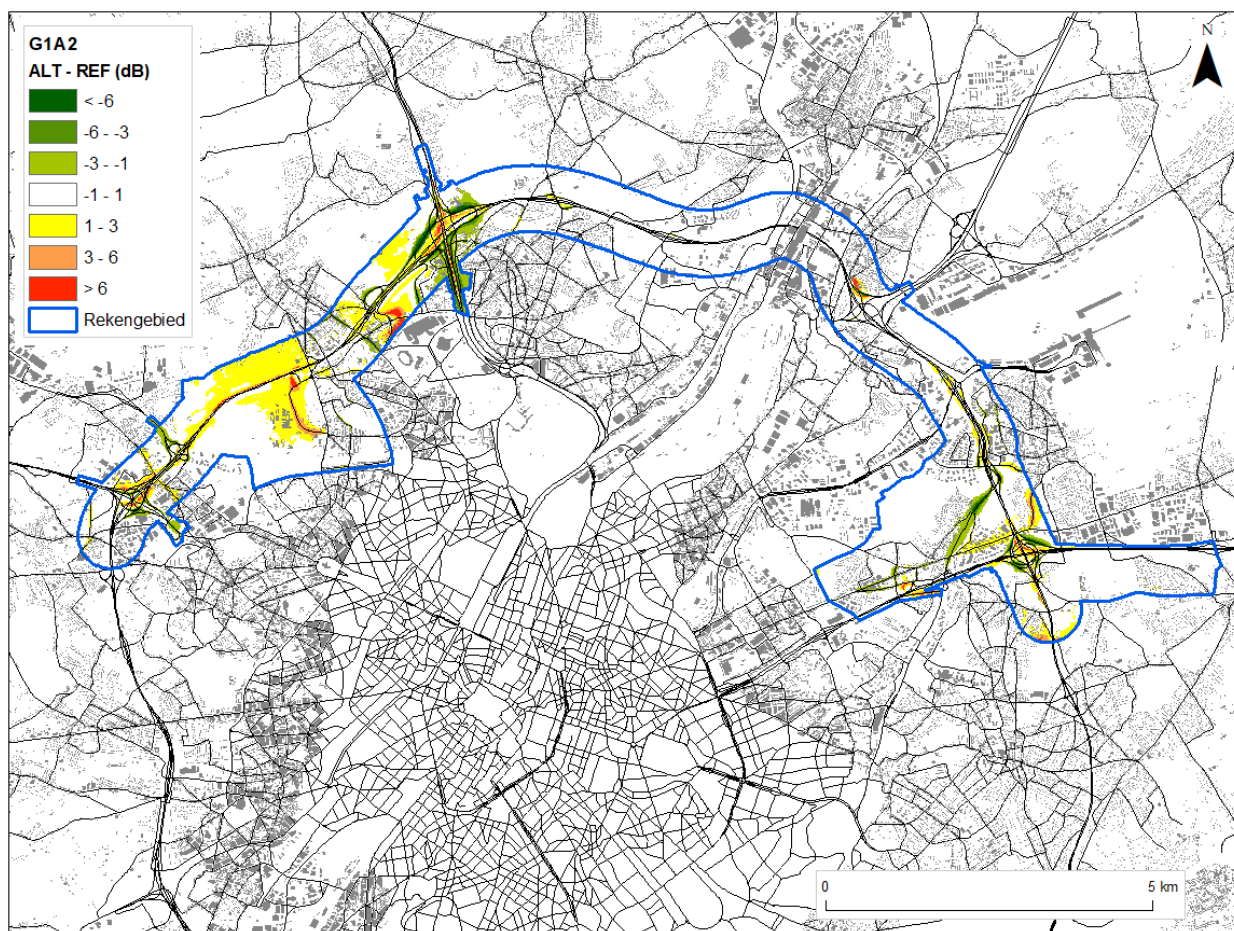 G1A2
ALT - REF (dB)
< -6
-6 - -3
-3 - -1
-1 - 1
1 - 3
3 - 6
> 6
Rekengebied
N
0 5 km